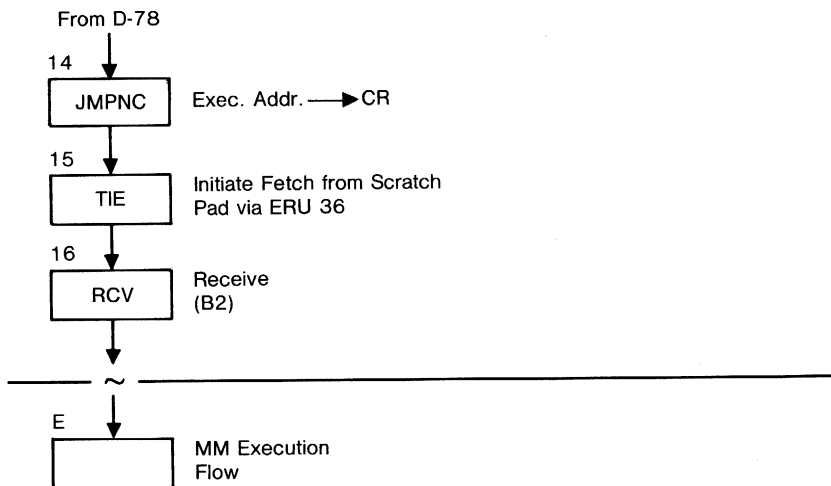 From D-78
14
JMPNC
Exec. Addr. → CR
15
TIE
Initiate Fetch from Scratch
Pad via ERU 36
16
RCV
Receive
(B2)
~
E
MM Execution
Flow